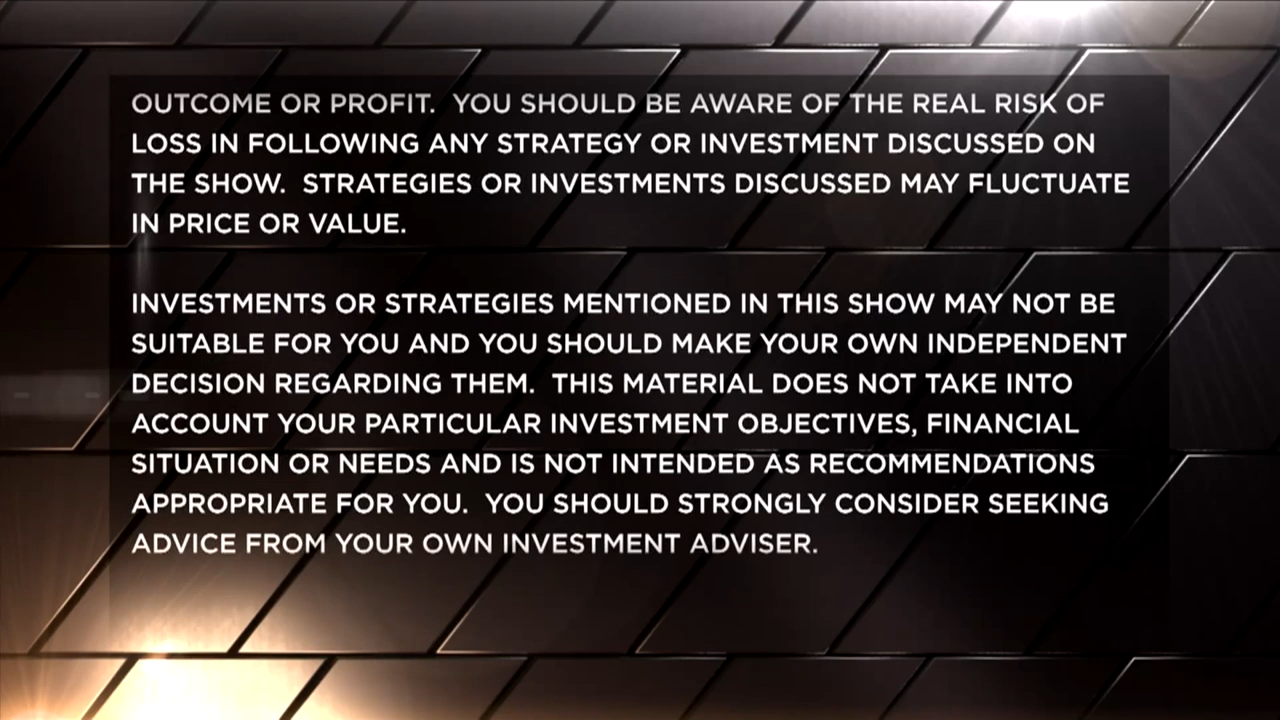 OUTCOME OR PROFIT.  YOU SHOULD BE AWARE OF THE REAL RISK OF
LOSS IN FOLLOWING ANY STRATEGY OR INVESTMENT DISCUSSED ON
THE SHOW.  STRATEGIES OR INVESTMENTS DISCUSSED MAY FLUCTUATE
IN PRICE OR VALUE.
INVESTMENTS OR STRATEGIES MENTIONED IN THIS SHOW MAY NOT BE
SUITABLE FOR YOU AND YOU SHOULD MAKE YOUR OWN INDEPENDENT
DECISION REGARDING THEM.  THIS MATERIAL DOES NOT TAKE INTO
ACCOUNT YOUR PARTICULAR INVESTMENT OBJECTIVES, FINANCIAL
SITUATION OR NEEDS AND IS NOT INTENDED AS RECOMMENDATIONS
APPROPRIATE FOR YOU.  YOU SHOULD STRONGLY CONSIDER SEEKING
ADVICE FROM YOUR OWN INVESTMENT ADVISER.